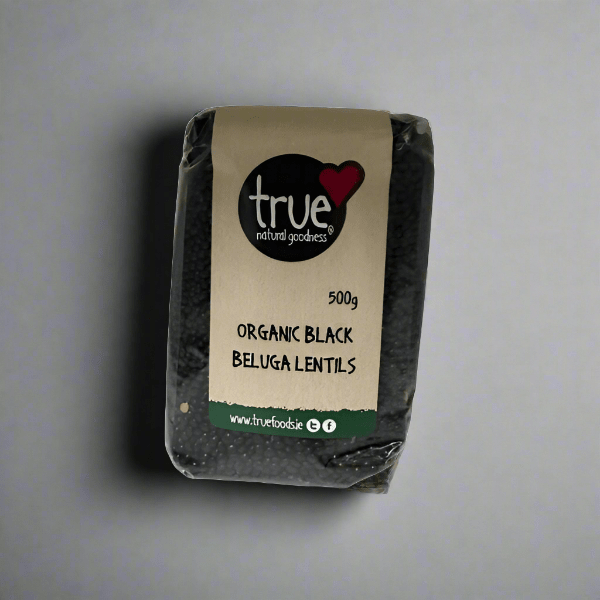 true
natural goodness®
500g
ORGANIC BLACK
BELUGA LENTILS
www.truefoods.ie